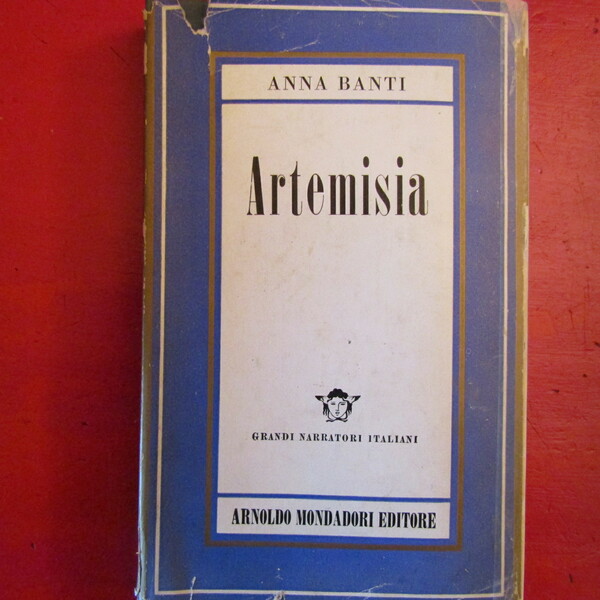 ANNA BANTI
Artemisia
GRANDI NARRATORI ITALIANI
ARNOLDO MONDADORI EDITORE